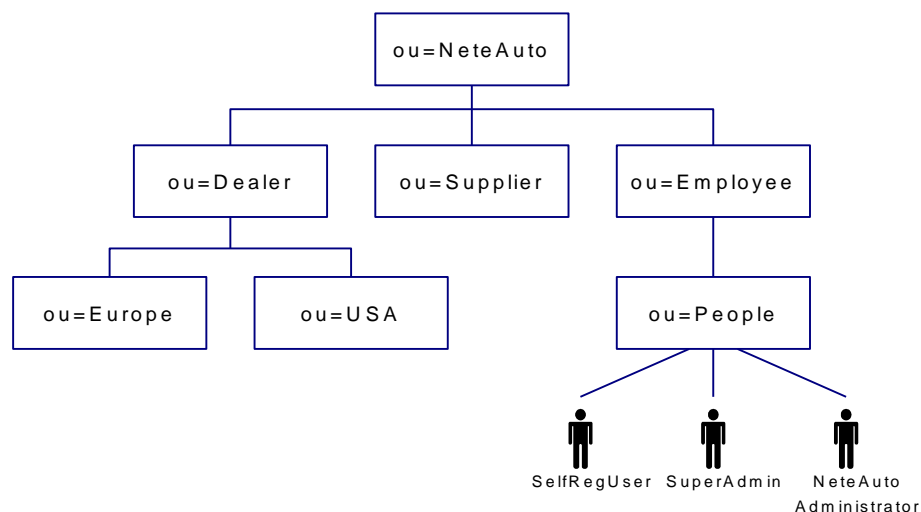 ou=NeteAuto
ou=Dealer
ou=Supplier
ou=Employee
ou=Europe
ou=USA
ou=People
SelfRegUser
SuperAdmin
NeteAuto
Administrator